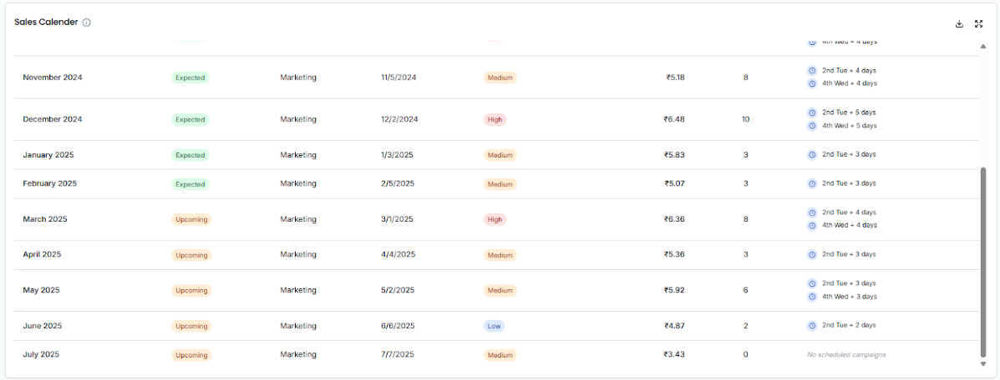 Sales Calender
4th Wed + 4 days
November 2024 Expected Marketing 11/5/2024 Medium ₹5.18 8 2nd Tue + 4 days
4th Wed + 4 days
December 2024 Expected Marketing 12/2/2024 High ₹6.48 10 2nd Tue + 5 days
4th Wed + 5 days
January 2025 Expected Marketing 1/3/2025 Medium ₹5.83 3 2nd Tue + 3 days
February 2025 Expected Marketing 2/5/2025 Medium ₹5.07 3 2nd Tue + 3 days
March 2025 Upcoming Marketing 3/1/2025 High ₹6.36 8 2nd Tue + 4 days
4th Wed + 4 days
April 2025 Upcoming Marketing 4/4/2025 Medium ₹5.36 3 2nd Tue + 3 days
May 2025 Upcoming Marketing 5/2/2025 Medium ₹5.92 6 2nd Tue + 3 days
4th Wed + 3 days
June 2025 Upcoming Marketing 6/6/2025 Low ₹4.87 2 2nd Tue + 2 days
July 2025 Upcoming Marketing 7/7/2025 Medium ₹3.43 0 No scheduled campaigns